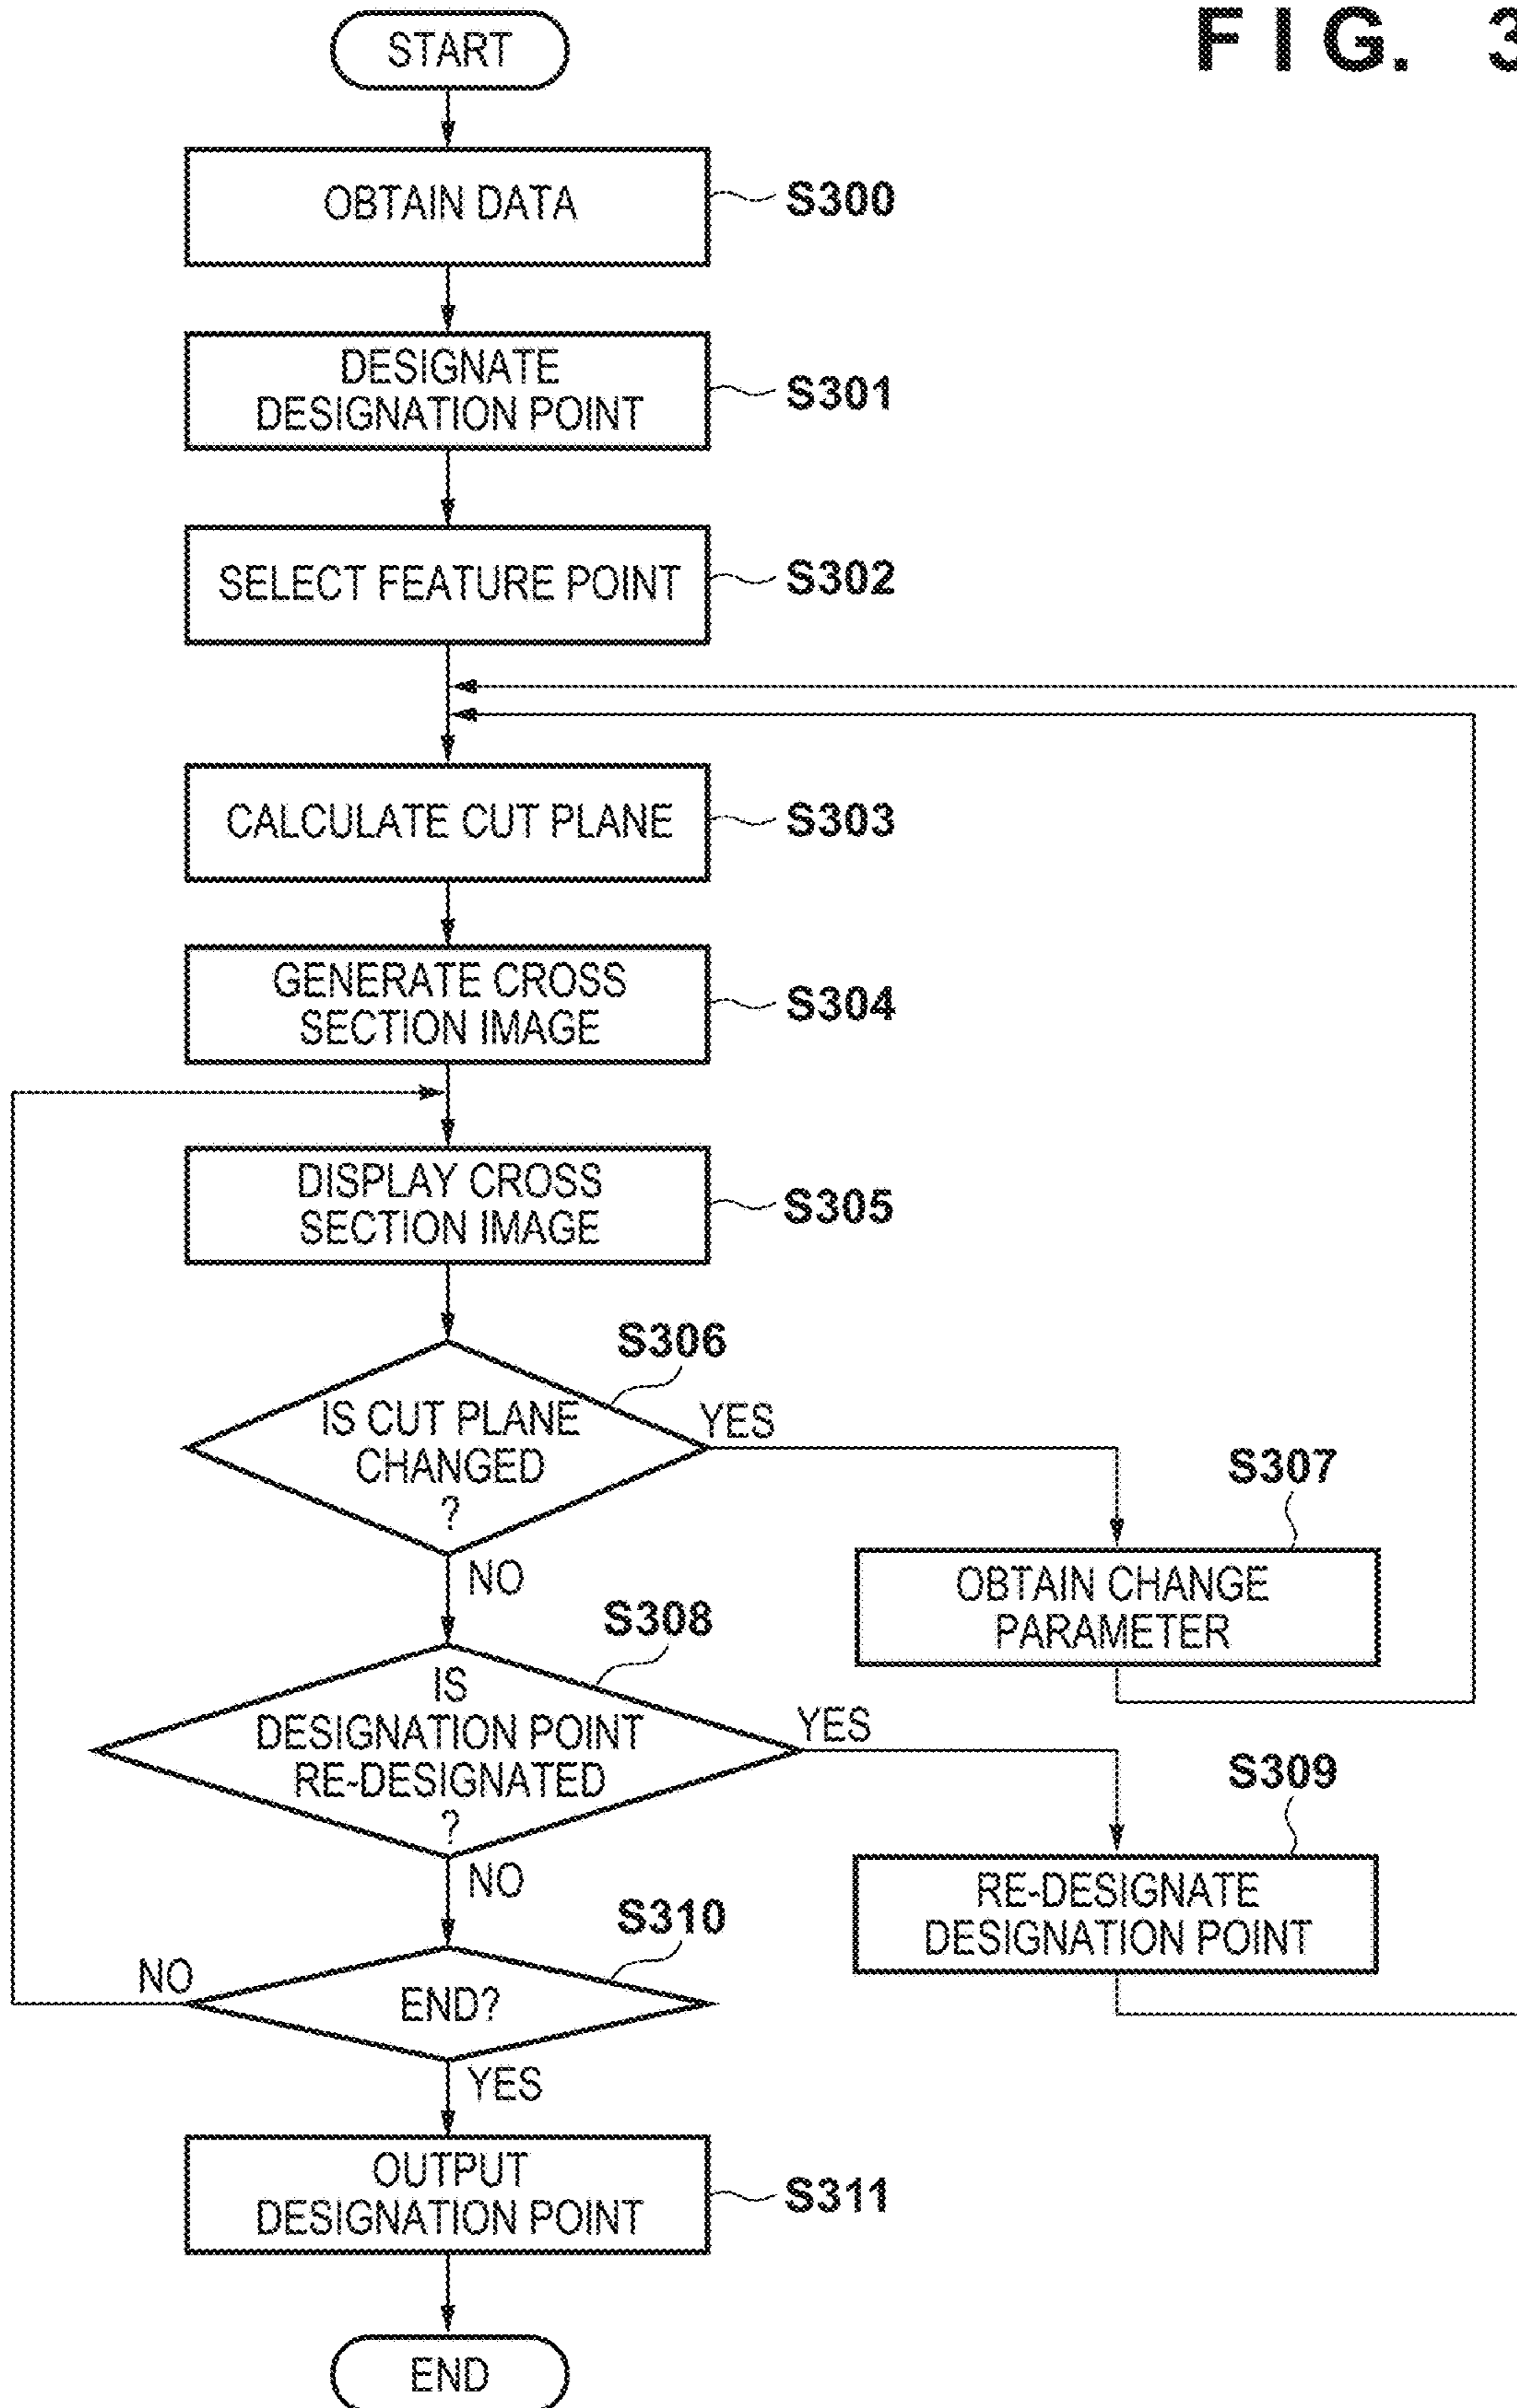 FIG. 3
START
OBTAIN DATA
S300
DESIGNATE
DESIGNATION POINT
S301
SELECT FEATURE POINT
S302
CALCULATE CUT PLANE
S303
GENERATE CROSS
SECTION IMAGE
S304
DISPLAY CROSS
SECTION IMAGE
S305
S306
IS CUT PLANE
CHANGED
?
YES
NO
S307
OBTAIN CHANGE
PARAMETER
S308
IS
DESIGNATION POINT
RE-DESIGNATED
?
YES
NO
S309
RE-DESIGNATE
DESIGNATION POINT
S310
END?
NO
YES
OUTPUT
DESIGNATION POINT
S311
END